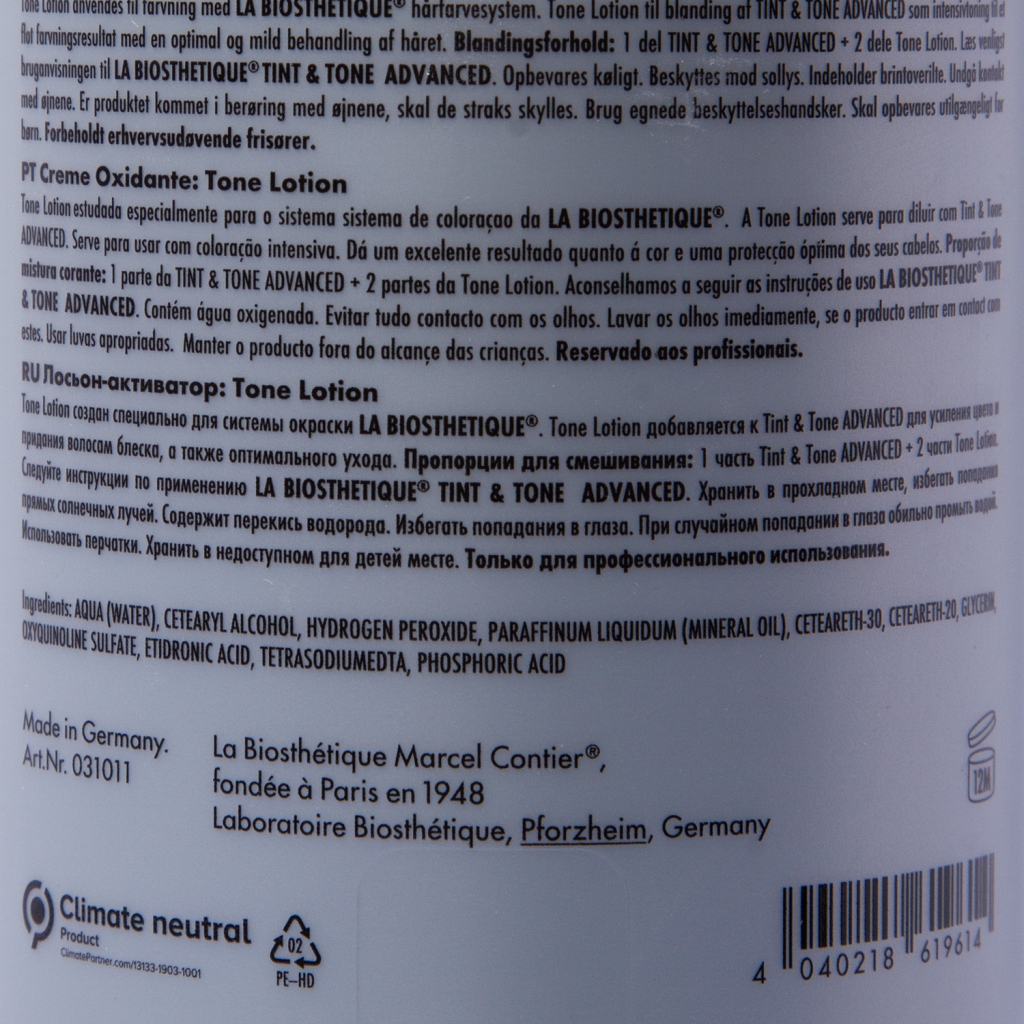 Tone Lotion anvendes til farvning med LA BIOSTHETIQUE® hårfarvesystem. Tone Lotion til blanding af TINT & TONE ADVANCED som intensivtoning til et
flot farvningsresultat med en optimal og mild behandling af håret. Blandingsforhold: 1 del TINT & TONE ADVANCED + 2 dele Tone Lotion. Læs venligst
bruganvisningen til LA BIOSTHETIQUE® TINT & TONE ADVANCED. Opbevares køligt. Beskyttes mod sollys. Indeholder brintoverilte. Undgå kontakt
med øjnene. Er produktet kommet i berøring med øjnene, skal de straks skylles. Brug egnede beskyttelseshandsker. Skal opbevares utilgængeligt for
børn. Forbeholdt erhvervsudøvende frisører.
PT Creme Oxidante: Tone Lotion
Tone Lotion estudada especialmente para o sistema sistema de coloraçao da LA BIOSTHETIQUE®. A Tone Lotion serve para diluir com Tint & Tone
ADVANCED. Serve para usar com coloração intensiva. Dá um excelente resultado quanto á cor e uma protecção óptima dos seus cabelos. Proporção de
mistura corante: 1 parte da TINT & TONE ADVANCED + 2 partes da Tone Lotion. Aconselhamos a seguir as instruções de uso LA BIOSTHETIQUE® TINT
& TONE ADVANCED. Contém água oxigenada. Evitar tudo contacto com os olhos. Lavar os olhos imediamente, se o producto entrar em contact com
estes. Usar luvas apropriadas. Manter o producto fora do alcançe das crianças. Reservado aos profissionais.
RU Лосьон-активатор: Tone Lotion
Tone Lotion создан специально для системы окраски LA BIOSTHETIQUE®. Tone Lotion добавляется к Tint & Tone ADVANCED для усиления цвета и
придания волосам блеска, а также оптимального ухода. Пропорции для смешивания: 1 часть Tint & Tone ADVANCED + 2 части Tone Lotion.
Следуйте инструкции по применению LA BIOSTHETIQUE® TINT & TONE ADVANCED. Хранить в прохладном месте, избегать попадания
прямых солнечных лучей. Содержит перекись водорода. Избегать попадания в глаза. При случайном попадании в глаза обильно промыть водой.
Использовать перчатки. Хранить в недоступном для детей месте. Только для профессионального использования.
Ingredients: AQUA (WATER), CETEARYL ALCOHOL, HYDROGEN PEROXIDE, PARAFFINUM LIQUIDUM (MINERAL OIL), CETEARETH-30, CETEARETH-20, GLYCERIN,
OXYQUINOLINE SULFATE, ETIDRONIC ACID, TETRASODIUMEDTA, PHOSPHORIC ACID
Made in Germany.
Art.Nr. 031011
La Biosthétique Marcel Contier®,
fondée à Paris en 1948
Laboratoire Biosthétique, Pforzheim, Germany
12M
Climate neutral
Product
ClimatePartner.com/13133-1903-1001
02
PE-HD
4 040218 619614